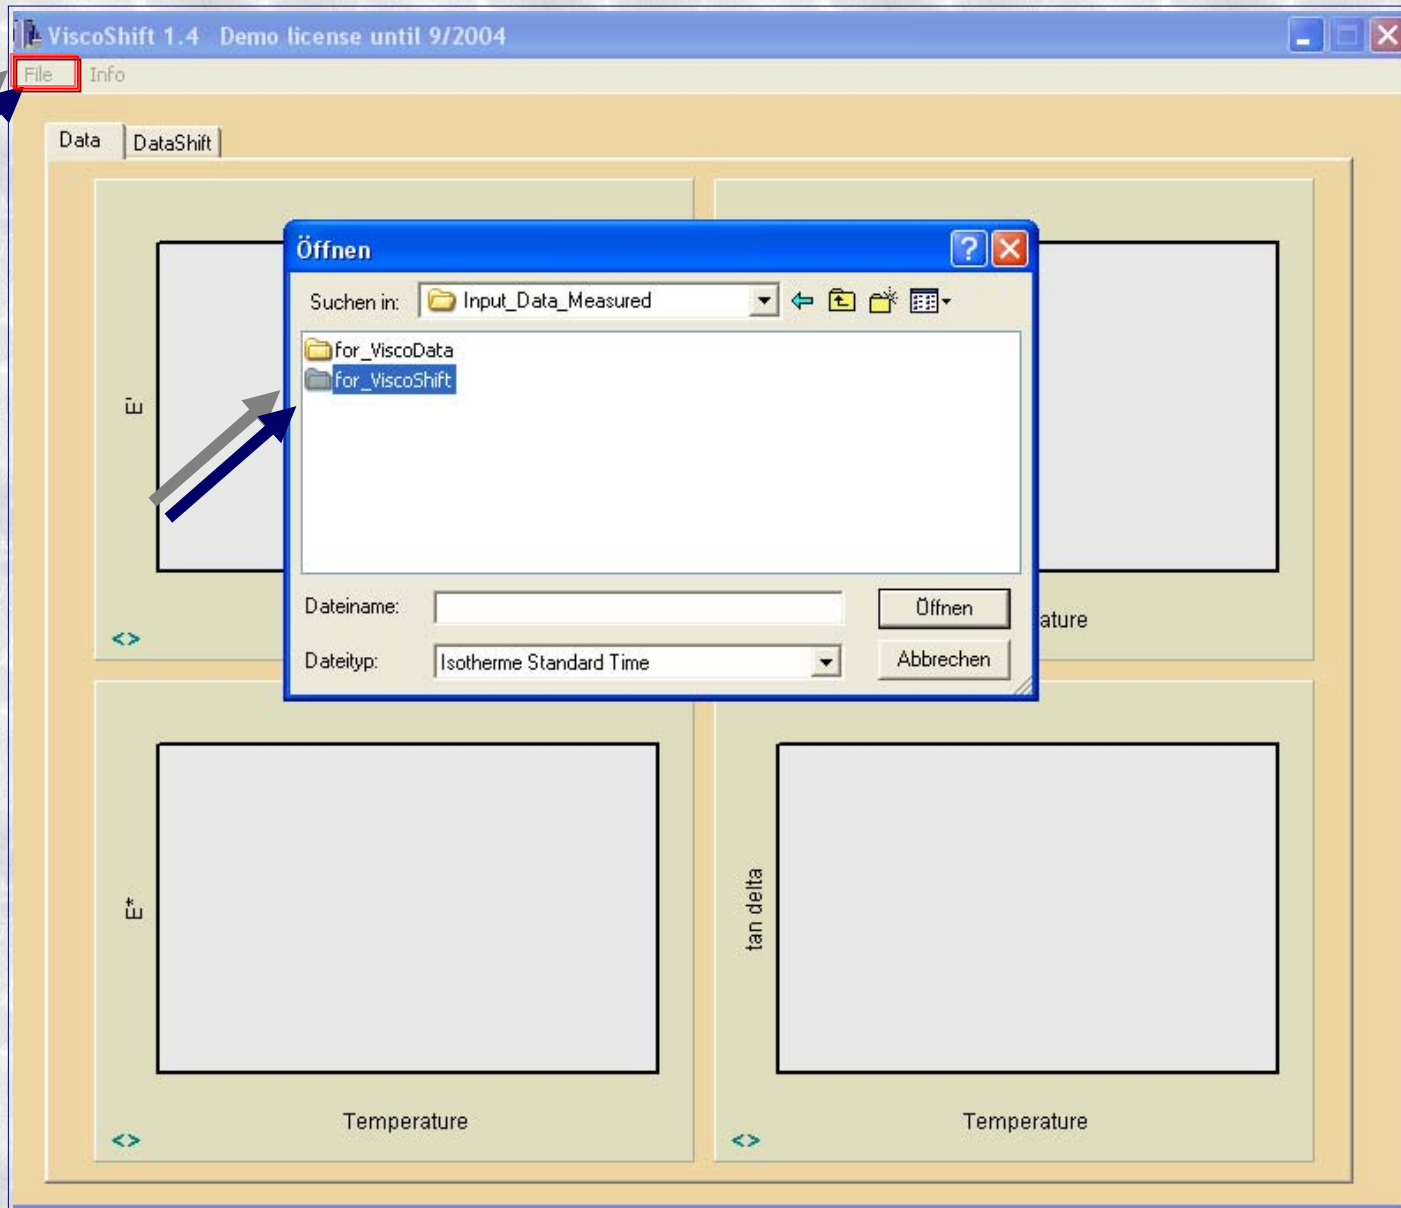 ViscoShift 1.4 Demo license until 9/2004
File Info
Data DataShift
Öffnen
Suchen in: Input_Data_Measured
for_ViscoData
for_ViscoShift
E'
Dateiname: Öffnen
Dateityp: Isotherme Standard Time Abbrechen
ature
<>
E*
tan delta
Temperature
Temperature
<>
<>